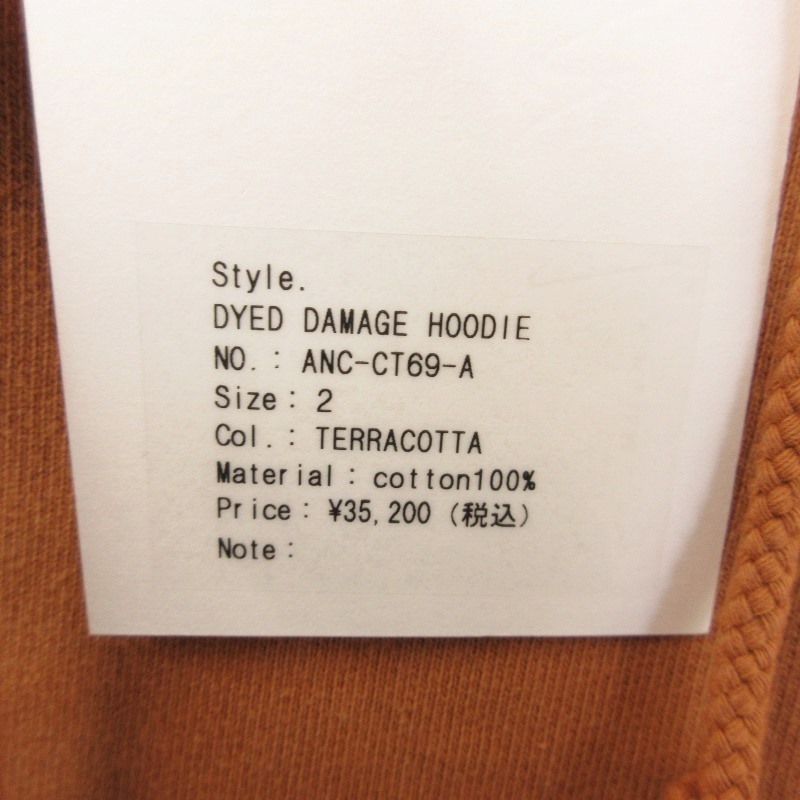 Style.
DYED DAMAGE HOODIE
NO.: ANC-CT69-A
Size: 2
Col.: TERRACOTTA
Material: cotton100%
Price: ¥35,200 (税込)
Note: